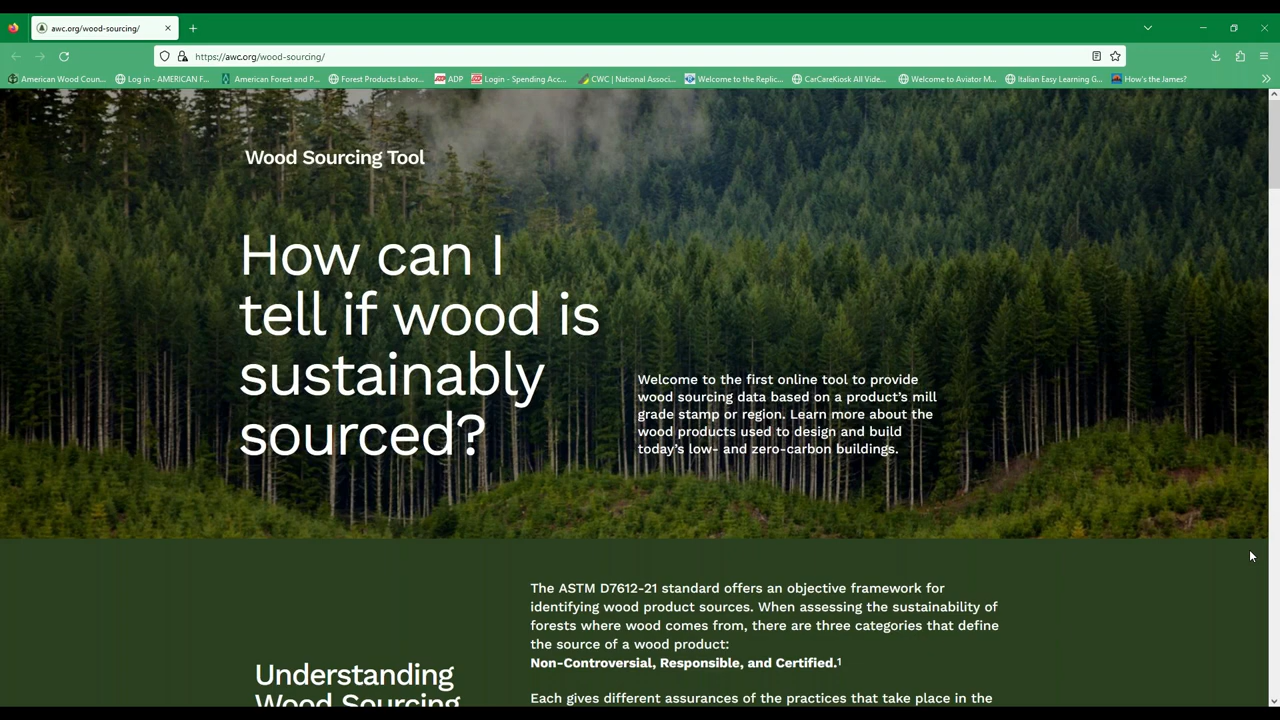 awc.org/wood-sourcing/
https://awc.org/wood-sourcing/
American Wood Coun...
Log in - AMERICAN F...
American Forest and P...
Forest Products Labor...
ADP
Login - Spending Acc...
CWC | National Associ...
Welcome to the Replic...
CarCareKiosk All Vide...
Welcome to Aviator M...
Italian Easy Learning G...
How's the James?
Wood Sourcing Tool
How can I
tell if wood is
sustainably
sourced?
Welcome to the first online tool to provide
wood sourcing data based on a product's mill
grade stamp or region. Learn more about the
wood products used to design and build
today's low- and zero-carbon buildings.
The ASTM D7612-21 standard offers an objective framework for
identifying wood product sources. When assessing the sustainability of
forests where wood comes from, there are three categories that define
the source of a wood product:
Non-Controversial, Responsible, and Certified.1
Understanding
Wood Sourcing
Each gives different assurances of the practices that take place in the